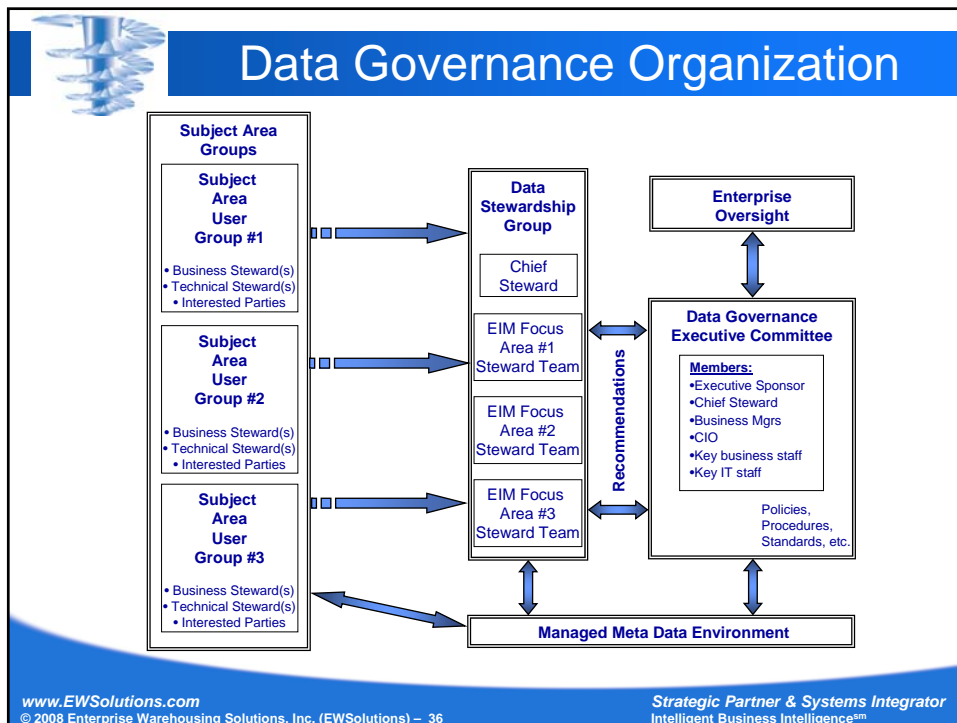 Data Governance Organization
Subject Area
Groups
Subject
Area
User
Group #1
• Business Steward(s)
• Technical Steward(s)
• Interested Parties
Subject
Area
User
Group #2
• Business Steward(s)
• Technical Steward(s)
• Interested Parties
Subject
Area
User
Group #3
• Business Steward(s)
• Technical Steward(s)
• Interested Parties
Data
Stewardship
Group
Chief
Steward
EIM Focus
Area #1
Steward Team
EIM Focus
Area #2
Steward Team
EIM Focus
Area #3
Steward Team
Recommendations
Enterprise
Oversight
Data Governance
Executive Committee
Members:
•Executive Sponsor
•Chief Steward
•Business Mgrs
•CIO
•Key business staff
•Key IT staff
Policies,
Procedures,
Standards, etc.
Managed Meta Data Environment
www.EWSolutions.com
© 2008 Enterprise Warehousing Solutions, Inc. (EWSolutions) – 36
Strategic Partner & Systems Integrator
Intelligent Business Intelligence℠